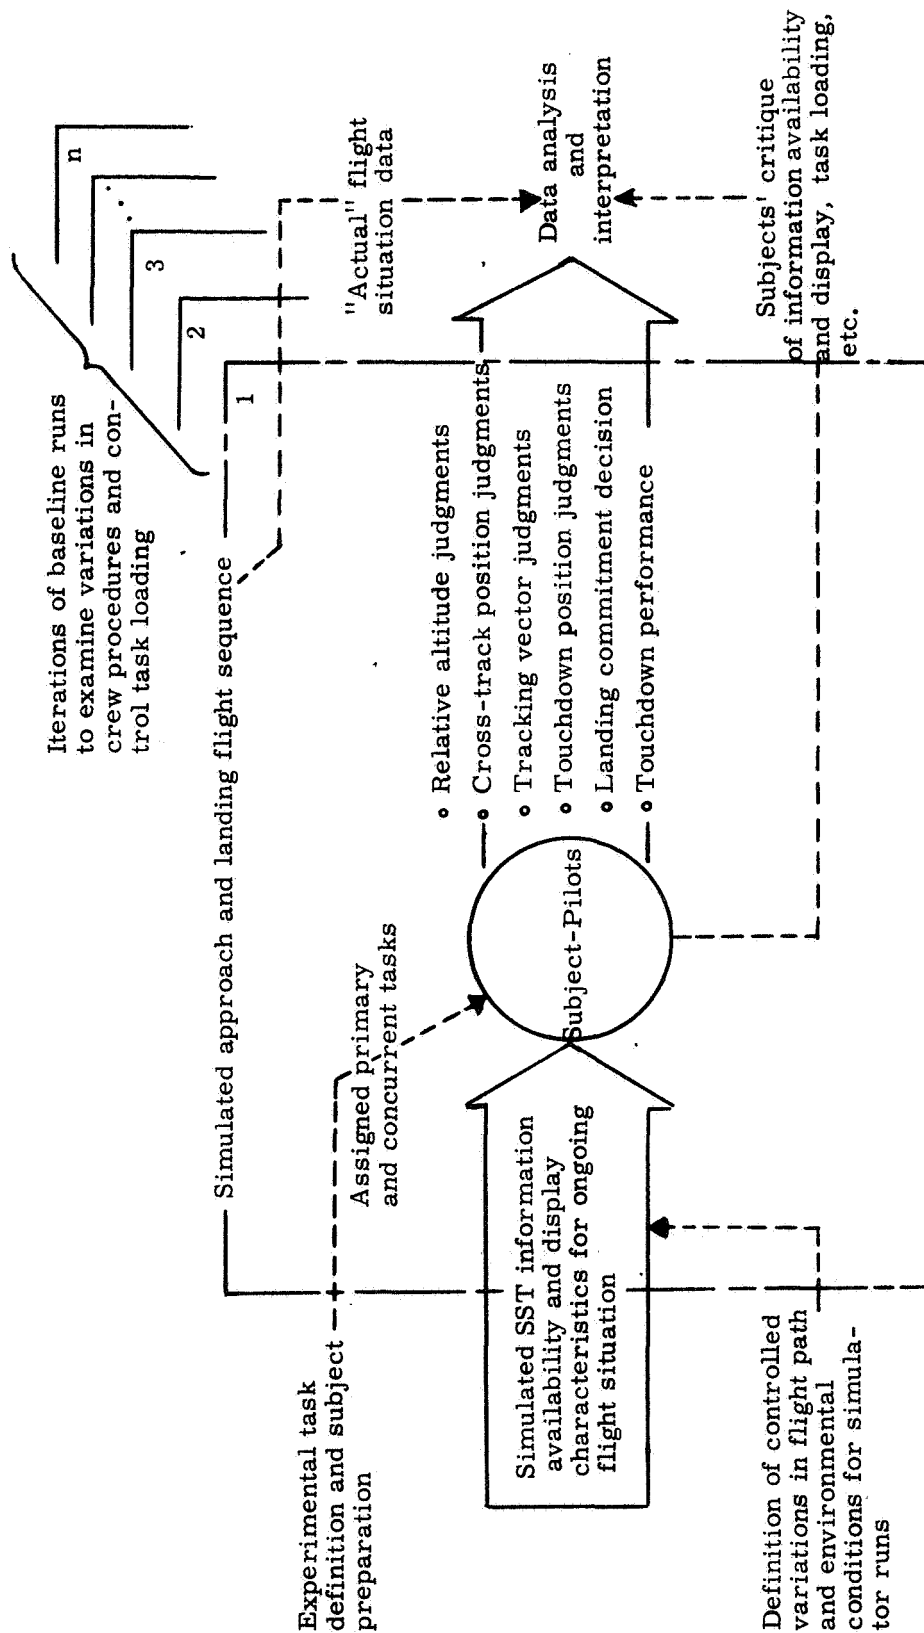 Iterations of baseline runs
to examine variations in
crew procedures and con-
trol task loading
n
3
2
1
Simulated approach and landing flight sequence
Experimental task
definition and subject
preparation
Assigned primary
and concurrent tasks
"Actual" flight
situation data
Simulated SST information
availability and display
characteristics for ongoing
flight situation
Subject-Pilots
• Relative altitude judgments
• Cross-track position judgments
• Tracking vector judgments
• Touchdown position judgments
• Landing commitment decision
• Touchdown performance
Data analysis
and
interpretation
Definition of controlled
variations in flight path
and environmental
conditions for simula-
tor runs
Subjects' critique
of information availability
and display, task loading,
etc.